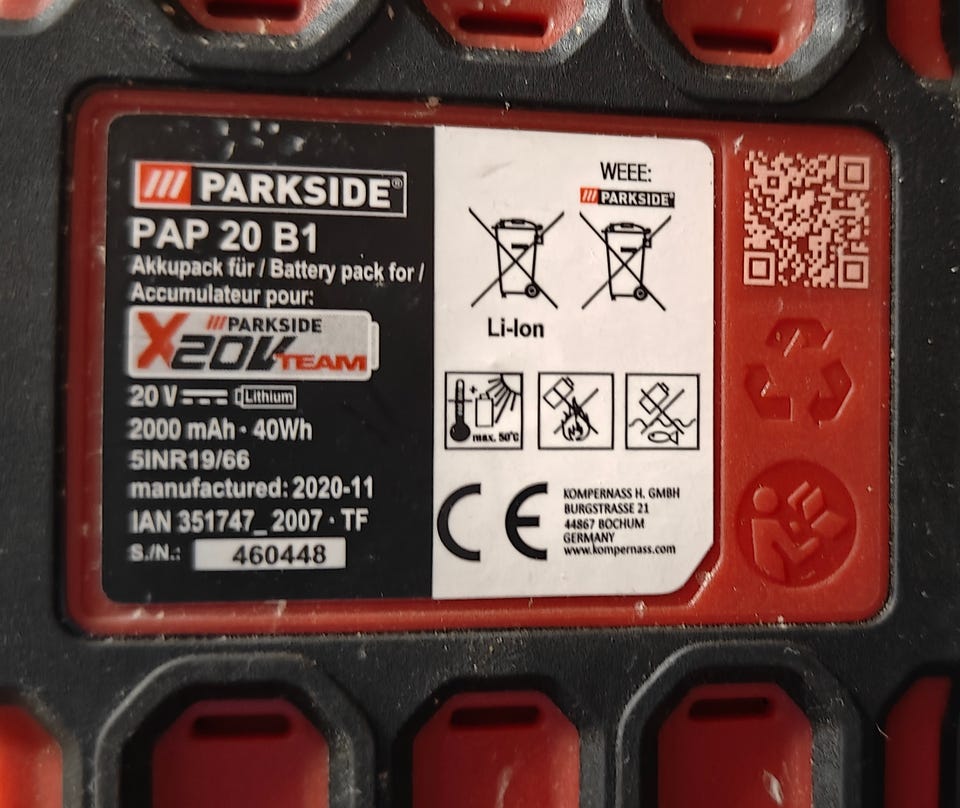 PARKSIDE®
PAP 20 B1
Akkupack für / Battery pack for /
Accumulateur pour:
PARKSIDE
X20V TEAM
20 V Lithium
2000 mAh · 40Wh
5INR19/66
manufactured: 2020-11
IAN 351747_2007 · TF
S./N.: 460448
WEEE:
PARKSIDE®
Li-Ion
+
max. 50°C
CE
KOMPERNASS H. GMBH
BURGSTRASSE 21
44867 BOCHUM
GERMANY
www.kompernass.com